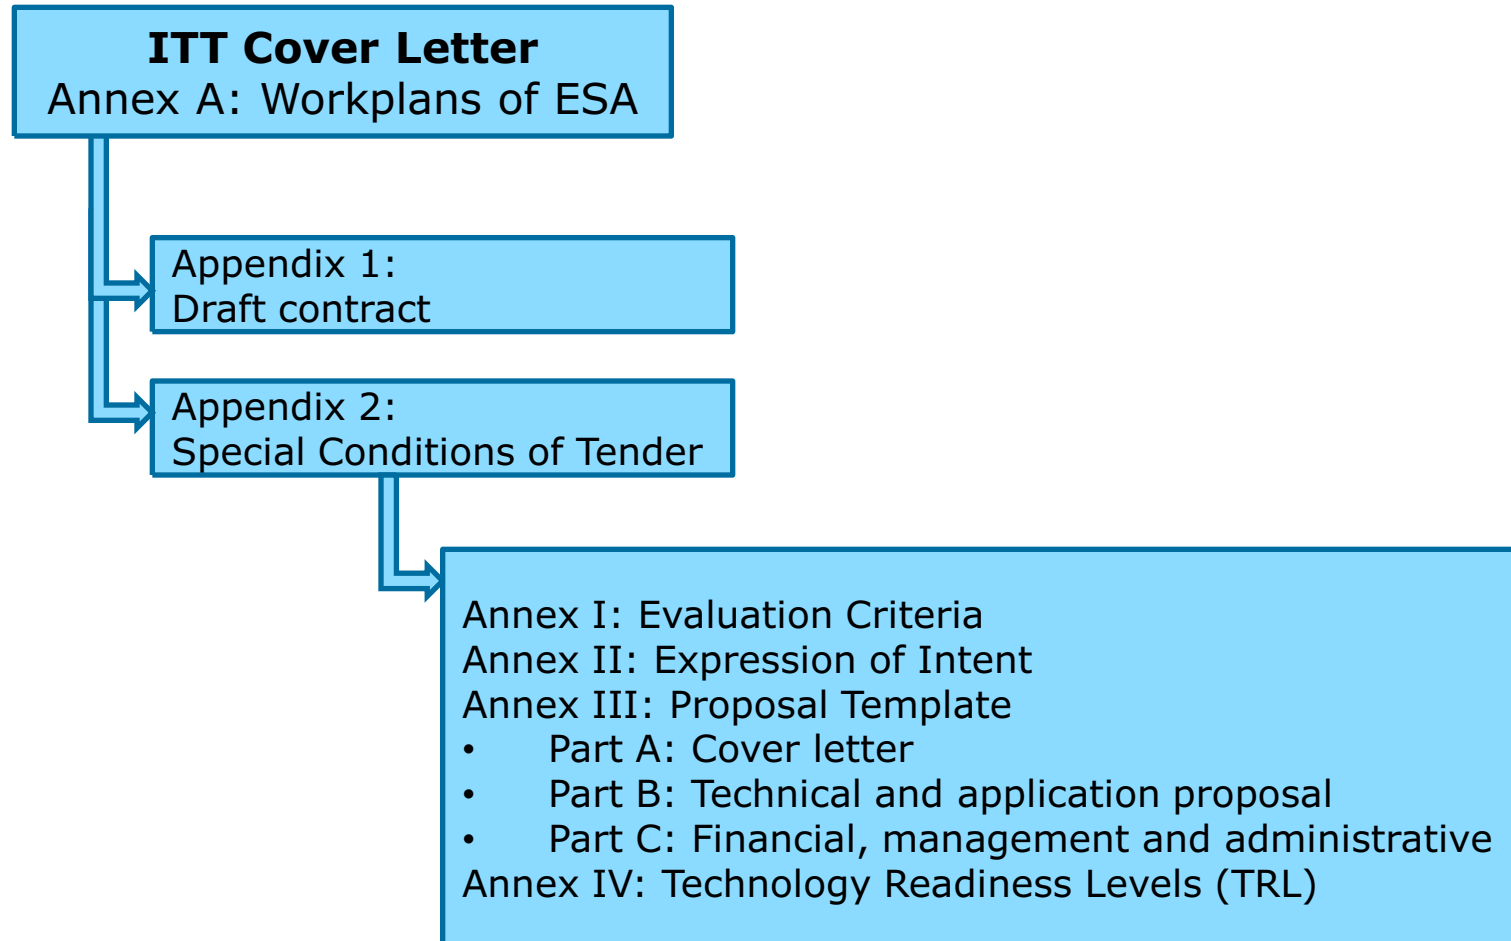 ITT Cover Letter
Annex A: Workplans of ESA
Appendix 1:
Draft contract
Appendix 2:
Special Conditions of Tender
Annex I: Evaluation Criteria
Annex II: Expression of Intent
Annex III: Proposal Template
• Part A: Cover letter
• Part B: Technical and application proposal
• Part C: Financial, management and administrative
Annex IV: Technology Readiness Levels (TRL)